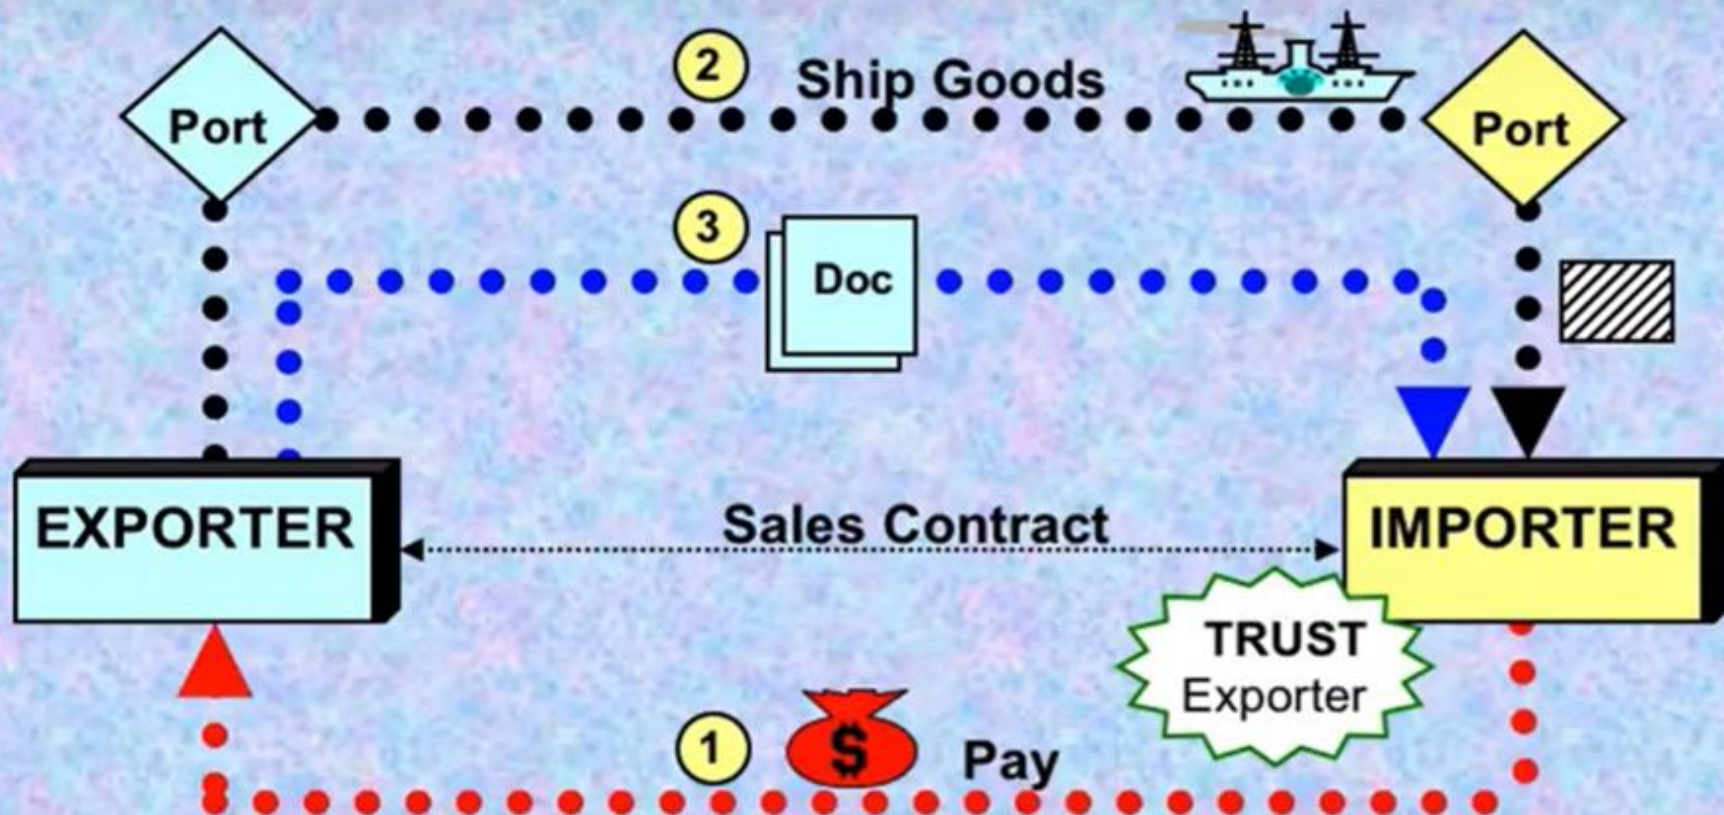 2
Ship Goods
Port
Port
3
Doc
EXPORTER
Sales Contract
IMPORTER
TRUST
Exporter
1
$
Pay